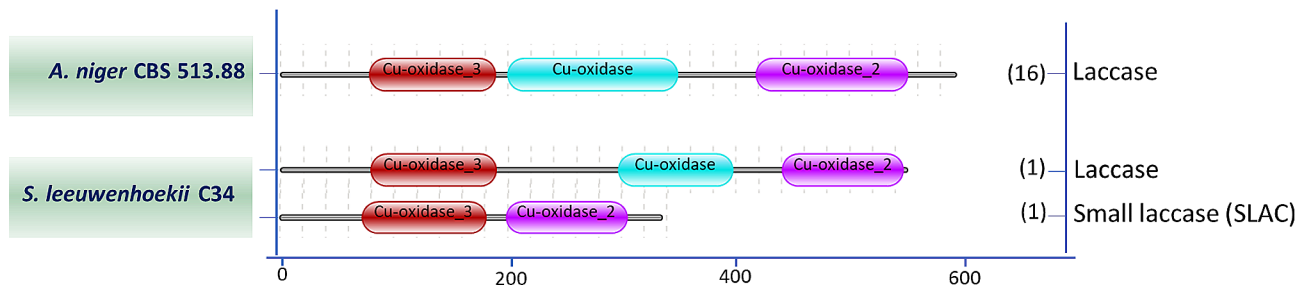 A. niger CBS 513.88 Cu-oxidase_3 Cu-oxidase Cu-oxidase_2 (16) Laccase
S. leeuwenhoekii C34
Cu-oxidase_3 Cu-oxidase Cu-oxidase_2 (1) Laccase
Cu-oxidase_3 Cu-oxidase_2 (1) Small laccase (SLAC)
0 200 400 600